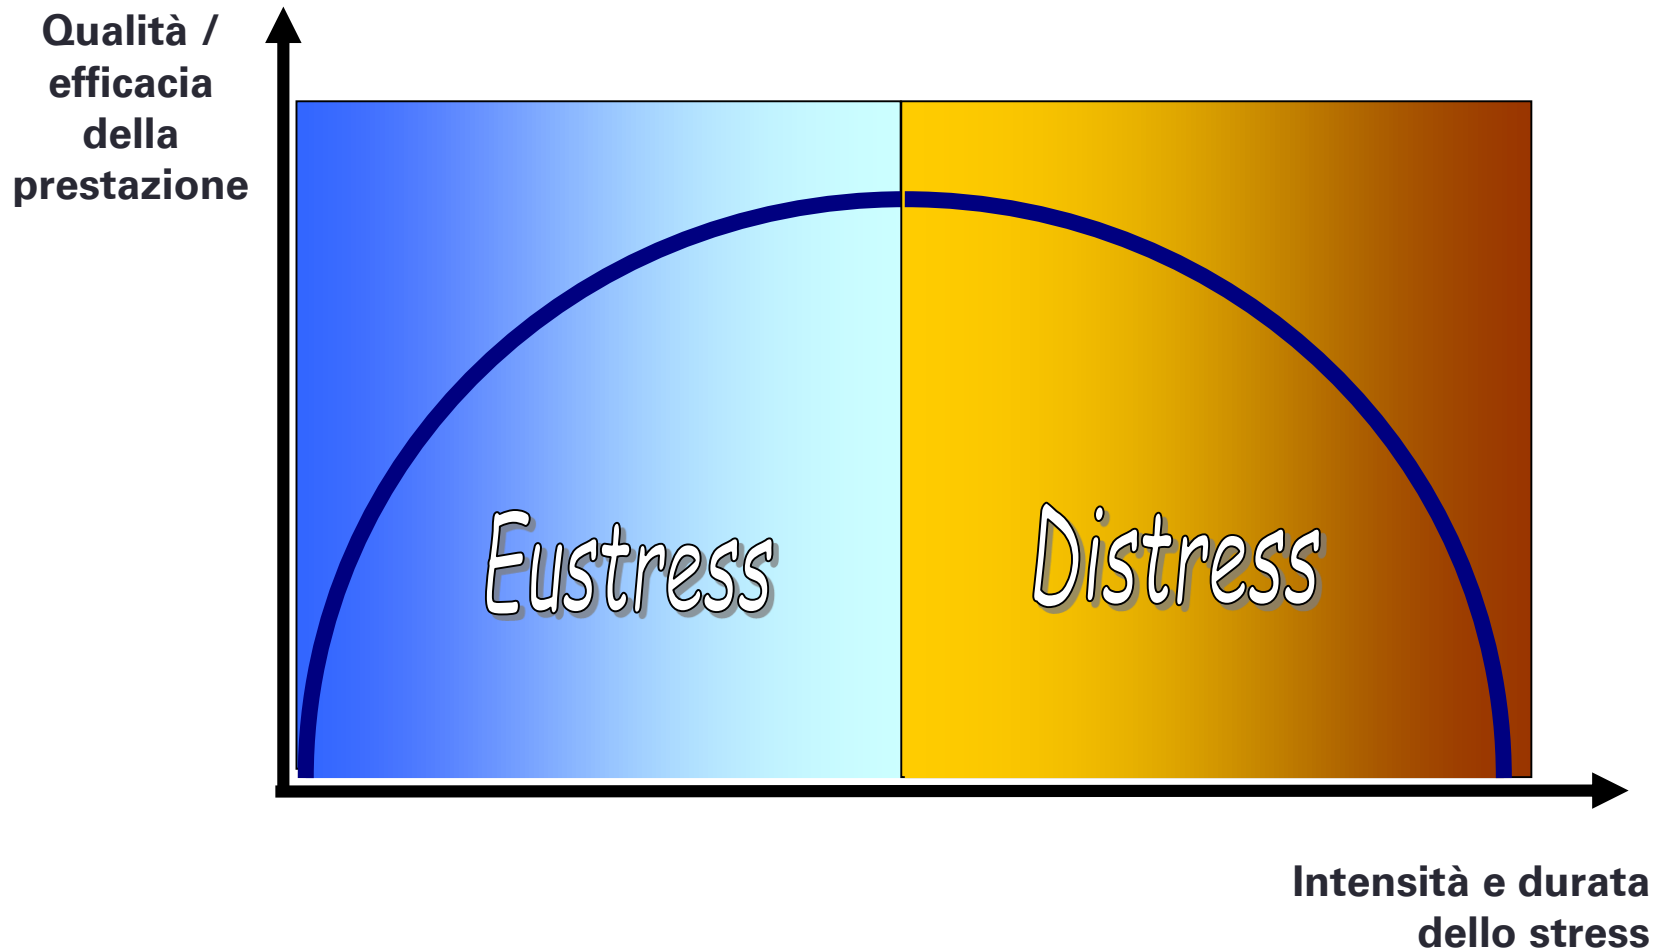 Qualità /
efficacia
della
prestazione
Eustress
Distress
Intensità e durata
dello stress